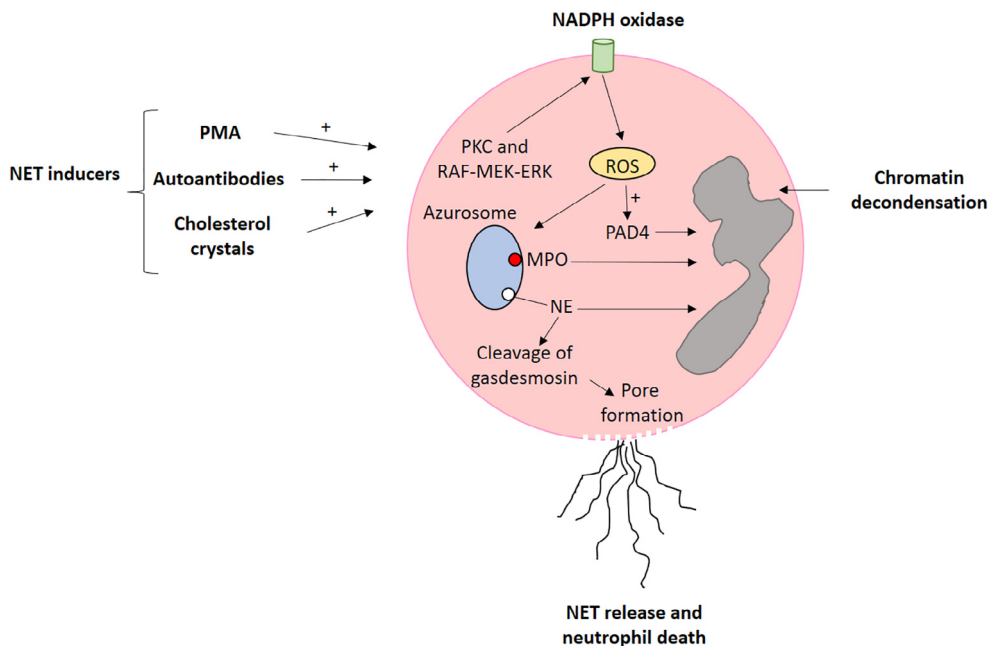 NADPH oxidase
NET inducers
PMA
+
Autoantibodies
+
Cholesterol
crystals
+
PKC and
RAF-MEK-ERK
ROS
+
PAD4
Azurosome
MPO
NE
Cleavage of
gasdesmosin
Pore
formation
Chromatin
decondensation
NET release and
neutrophil death